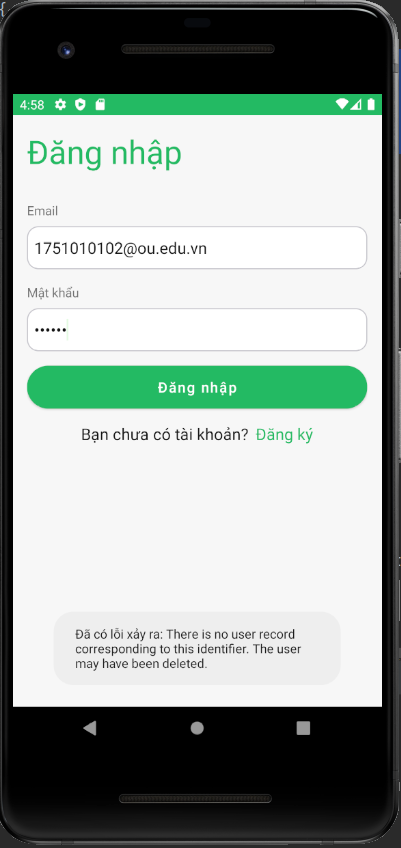 4:58
Đăng nhập
Email
1751010102@ou.edu.vn
Mật khẩu
••••••
Đăng nhập
Bạn chưa có tài khoản? Đăng ký
Đã có lỗi xảy ra: There is no user record
corresponding to this identifier. The user
may have been deleted.